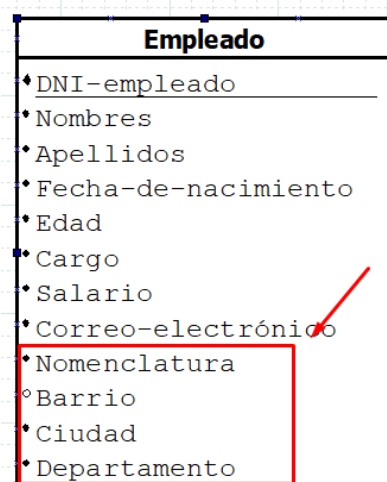 Empleado
DNI-empleado
Nombres
Apellidos
Fecha-de-nacimiento
Edad
Cargo
Salario
Correo-electrónico
Nomenclatura
Barrio
Ciudad
Departamento